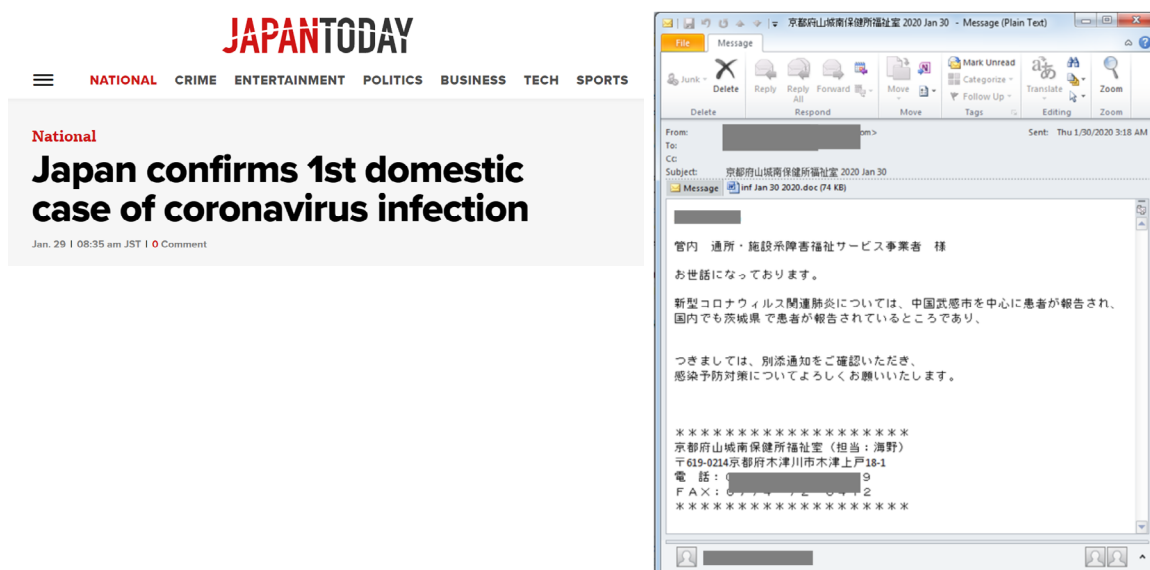 JAPANTODAY
NATIONAL CRIME ENTERTAINMENT POLITICS BUSINESS TECH SPORTS
National
Japan confirms 1st domestic
case of coronavirus infection
Jan. 29 | 08:35 am JST | 0 Comment
京都府山城南保健所福祉室 2020 Jan 30 - Message (Plain Text)
File Message
Junk Delete Reply Reply All Forward Move Mark Unread Categorize Follow Up Translate Zoom
Delete Respond Move Tags Editing Zoom
From: om> Sent: Thu 1/30/2020 3:18 AM
To:
Cc:
Subject: 京都府山城南保健所福祉室 2020 Jan 30
Message inf Jan 30 2020.doc (74 KB)
管内 通所・施設系障害福祉サービス事業者 様
お世話になっております。
新型コロナウィルス関連肺炎については、中国武感市を中心に患者が報告され、
国内でも茨城県 で患者が報告されているところであり、
つきましては、別添通知をご確認いただき、
感染予防対策についてよろしくお願いいたします。
＊＊＊＊＊＊＊＊＊＊＊＊＊＊＊＊＊＊＊
京都府山城南保健所福祉室（担当：海野）
〒619-0214京都府木津川市木津上戸18-1
電 話：
ＦＡＸ：
＊＊＊＊＊＊＊＊＊＊＊＊＊＊＊＊＊＊＊